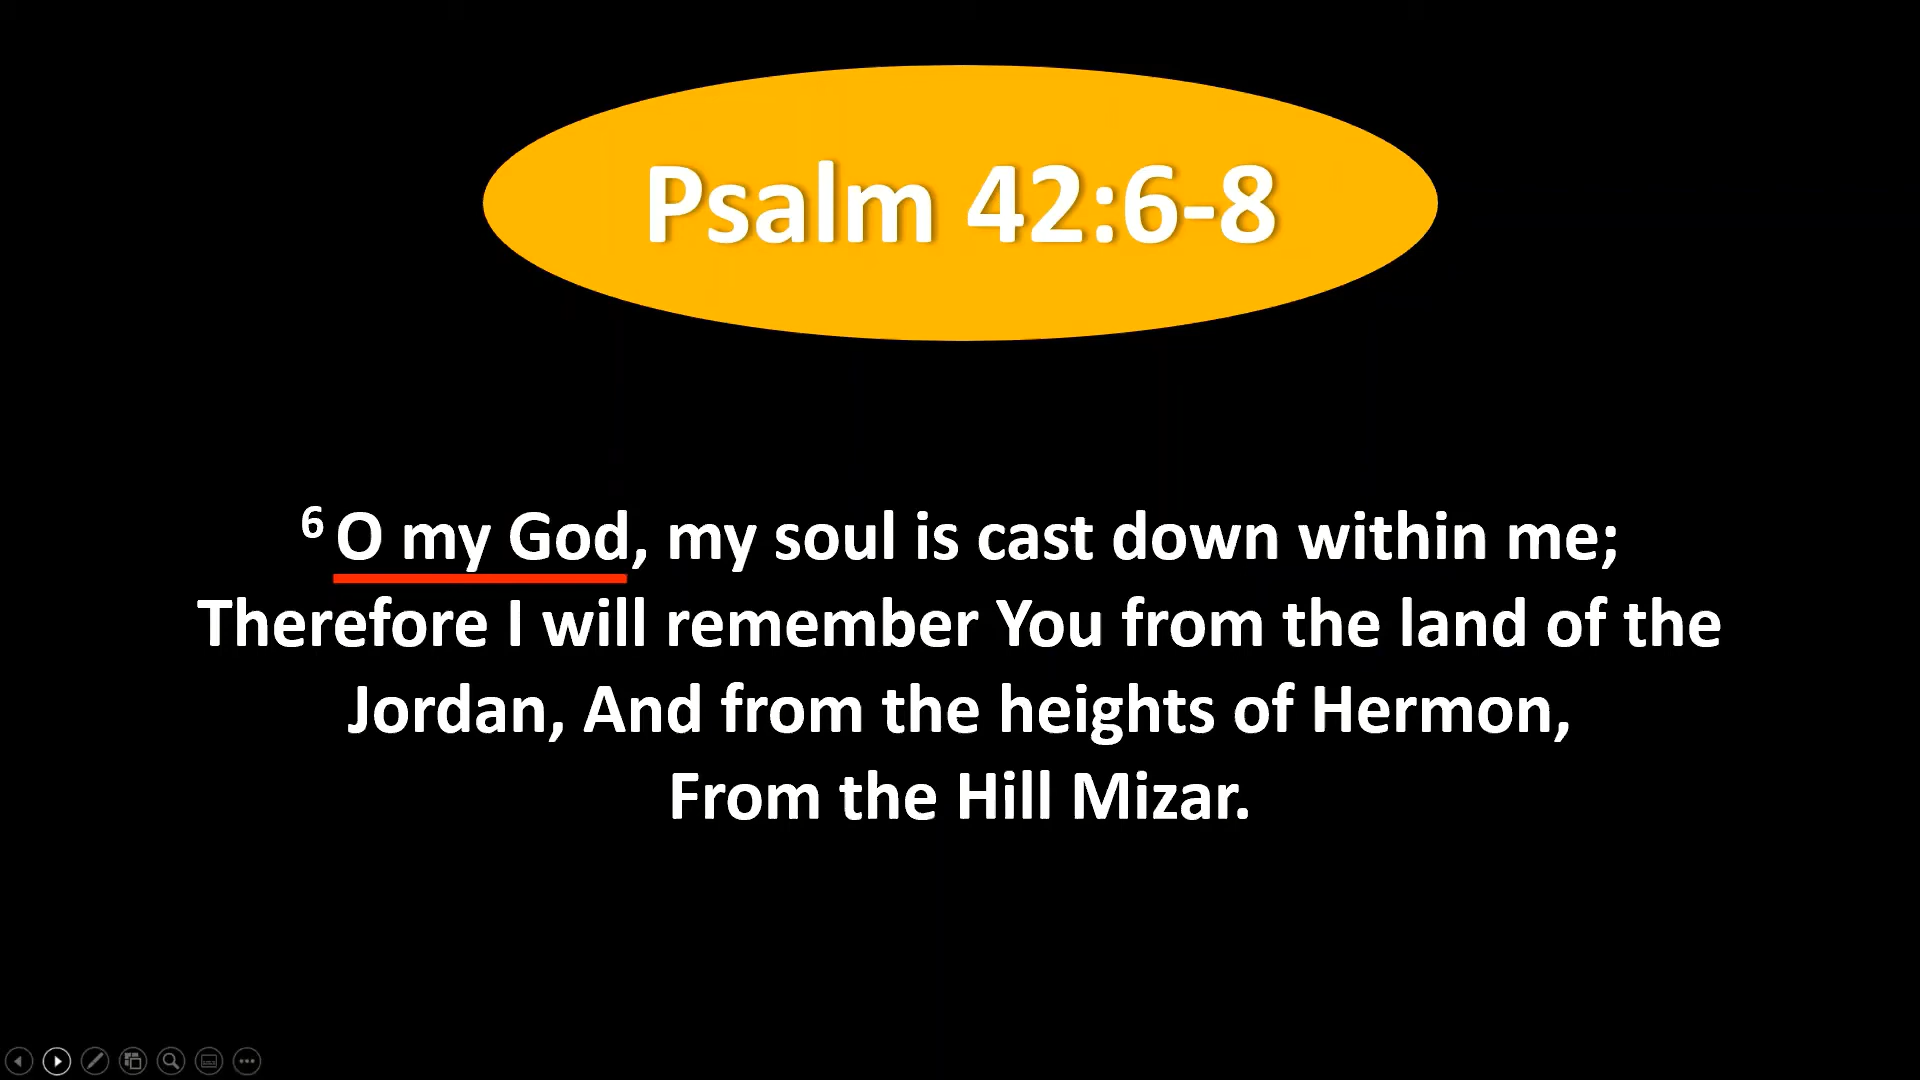 Psalm 42:6-8
6 O my God, my soul is cast down within me;
Therefore I will remember You from the land of the
Jordan, And from the heights of Hermon,
From the Hill Mizar.